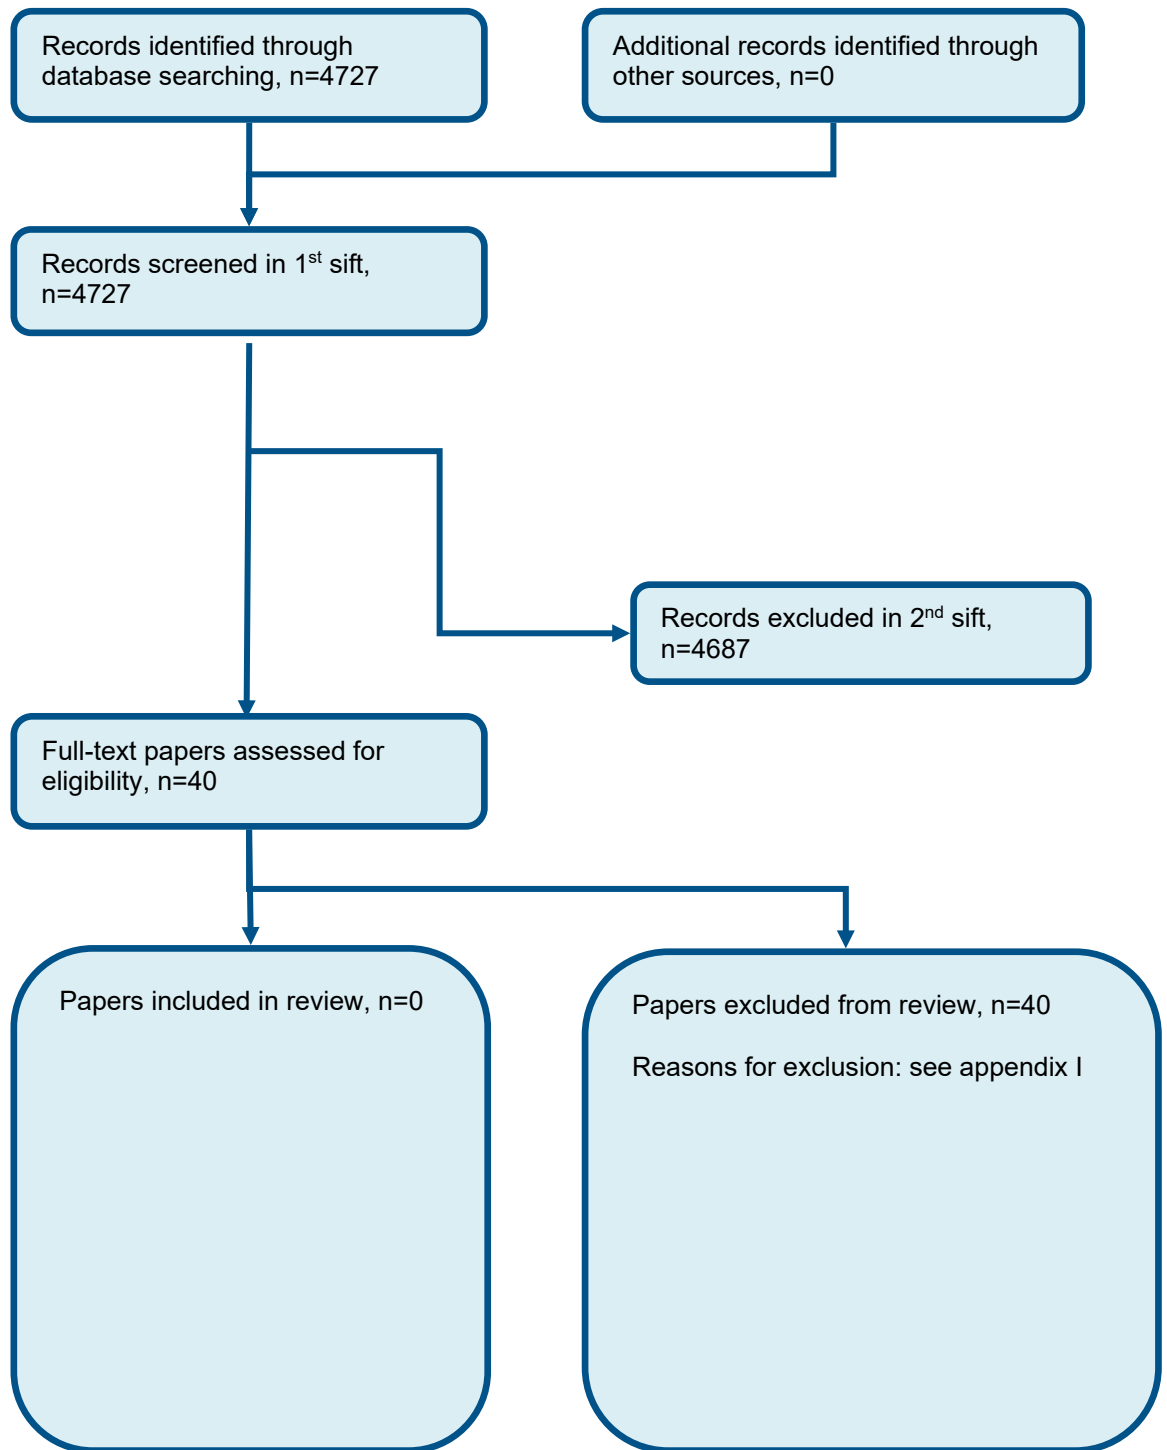 Records identified through
database searching, n=4727
Additional records identified through
other sources, n=0
Records screened in 1st sift,
n=4727
Records excluded in 2nd sift,
n=4687
Full-text papers assessed for
eligibility, n=40
Papers included in review, n=0
Papers excluded from review, n=40
Reasons for exclusion: see appendix I